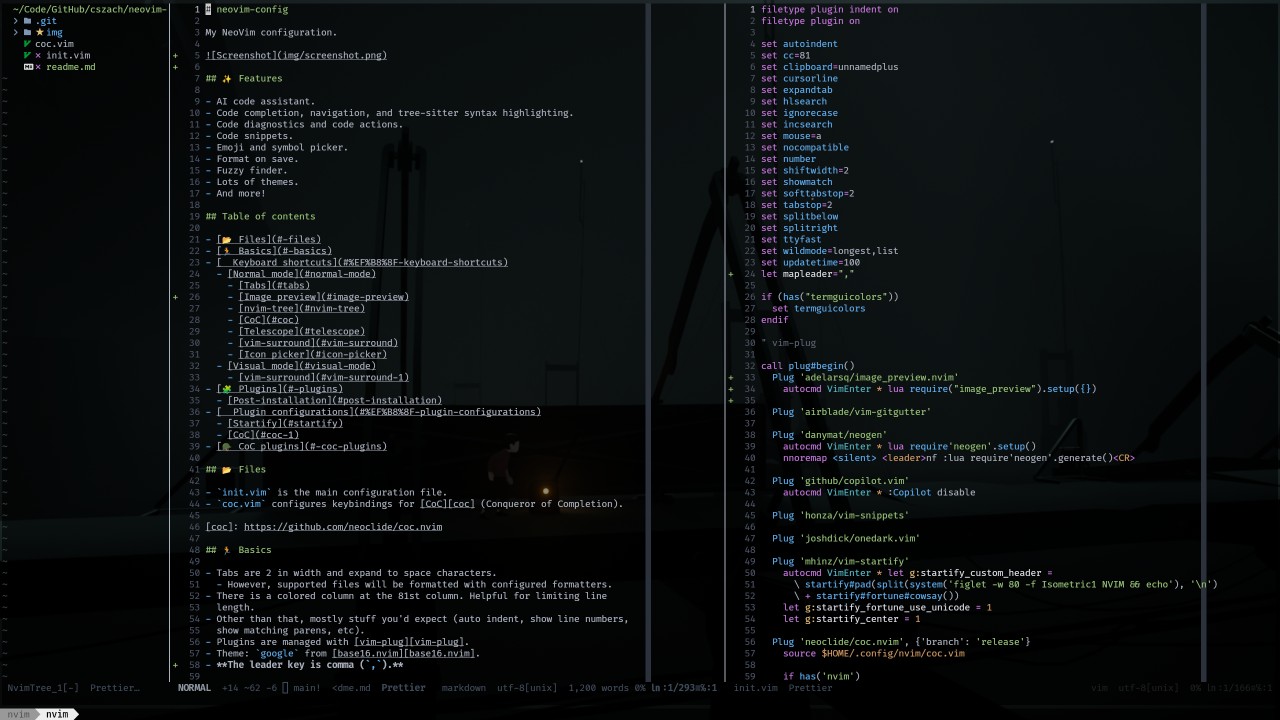 ~/Code/GitHub/cszach/neovim-
.git
img
coc.vim
init.vim
readme.md
1 # neovim-config
2
3 My NeoVim configuration.
4
5 ![Screenshot](img/screenshot.png)
6
7 ## ✨ Features
8
9 - AI code assistant.
10 - Code completion, navigation, and tree-sitter syntax highlighting.
11 - Code diagnostics and code actions.
12 - Code snippets.
13 - Emoji and symbol picker.
14 - Format on save.
15 - Fuzzy finder.
16 - Lots of themes.
17 - And more!
18
19 ## Table of contents
20
21 - [📂 Files](#-files)
22 - [🏃 Basics](#-basics)
23 - [  Keyboard shortcuts](#%EF%B8%8F-keyboard-shortcuts)
24   - [Normal mode](#normal-mode)
25     - [Tabs](#tabs)
26     - [Image preview](#image-preview)
27     - [nvim-tree](#nvim-tree)
28     - [CoC](#coc)
29     - [Telescope](#telescope)
30     - [vim-surround](#vim-surround)
31     - [Icon picker](#icon-picker)
32   - [Visual mode](#visual-mode)
33     - [vim-surround](#vim-surround-1)
34 - [🧩 Plugins](#-plugins)
35   - [Post-installation](#post-installation)
36 - [  Plugin configurations](#%EF%B8%8F-plugin-configurations)
37   - [Startify](#startify)
38   - [CoC](#coc-1)
39 - [ CoC plugins](#-coc-plugins)
40
41 ## 📂 Files
42
43 - `init.vim` is the main configuration file.
44 - `coc.vim` configures keybindings for [CoC][coc] (Conqueror of Completion).
45
46 [coc]: https://github.com/neoclide/coc.nvim
47
48 ## 🏃 Basics
49
50 - Tabs are 2 in width and expand to space characters.
51   - However, supported files will be formatted with configured formatters.
52 - There is a colored column at the 81st column. Helpful for limiting line
53   length.
54 - Other than that, mostly stuff you'd expect (auto indent, show line numbers,
55   show matching parens, etc).
56 - Plugins are managed with [vim-plug][vim-plug].
57 - Theme: `google` from [base16.nvim][base16.nvim].
58 - **The leader key is comma (`,`).**
59
1 filetype plugin indent on
2 filetype plugin on
3
4 set autoindent
5 set cc=81
6 set clipboard=unnamedplus
7 set cursorline
8 set expandtab
9 set hlsearch
10 set ignorecase
11 set incsearch
12 set mouse=a
13 set nocompatible
14 set number
15 set shiftwidth=2
16 set showmatch
17 set softtabstop=2
18 set tabstop=2
19 set splitbelow
20 set splitright
21 set ttyfast
22 set wildmode=longest,list
23 set updatetime=100
24 let mapleader=","
25
26 if (has("termguicolors"))
27   set termguicolors
28 endif
29
30 " vim-plug
31
32 call plug#begin()
33   Plug 'adelarsq/image_preview.nvim'
34     autocmd VimEnter * lua require("image_preview").setup({})
35
36   Plug 'airblade/vim-gitgutter'
37
38   Plug 'danymat/neogen'
39     autocmd VimEnter * lua require'neogen'.setup()
40     nnoremap <silent> <leader>nf :lua require'neogen'.generate()<CR>
41
42   Plug 'github/copilot.vim'
43     autocmd VimEnter * :Copilot disable
44
45   Plug 'honza/vim-snippets'
46
47   Plug 'joshdick/onedark.vim'
48
49   Plug 'mhinz/vim-startify'
50     autocmd VimEnter * let g:startify_custom_header =
51       \ startify#pad(split(system('figlet -w 80 -f Isometric1 NVIM && echo'), '\n')
52       \ + startify#fortune#cowsay())
53     let g:startify_fortune_use_unicode = 1
54     let g:startify_center = 1
55
56   Plug 'neoclide/coc.nvim', {'branch': 'release'}
57     source $HOME/.config/nvim/coc.vim
58
59     if has('nvim')
NvimTree_1[-] Prettier… NORMAL +14 ~62 -6 main! <dme.md Prettier markdown utf-8[unix] 1,200 words 0% ln:1/293≡%:1 init.vim Prettier vim utf-8[unix] 0% ln:1/166≡%:1
nvim nvim